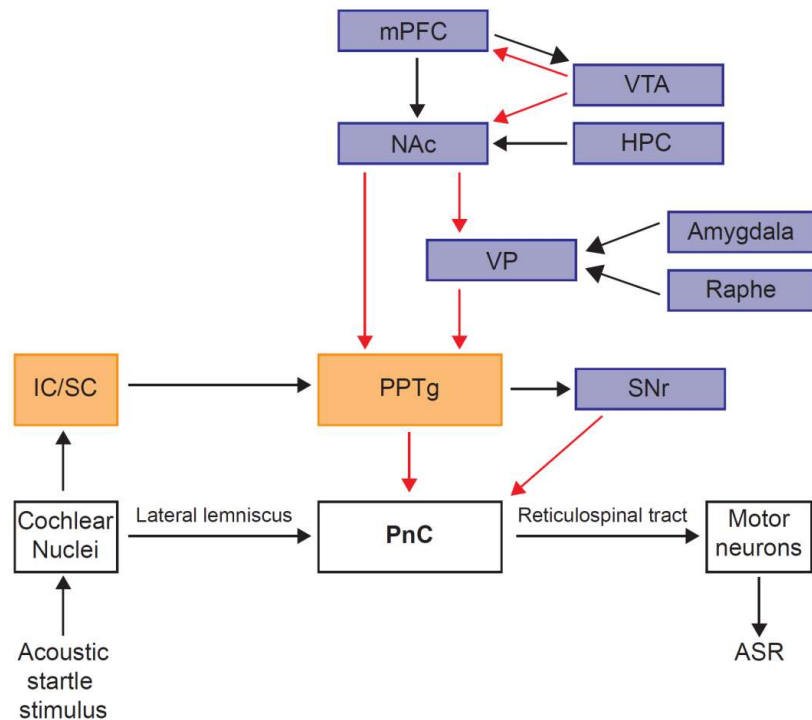 mPFC
VTA
NAc
HPC
Amygdala
VP
Raphe
IC/SC
PPTg
SNr
Cochlear
Nuclei
Lateral lemniscus
PnC
Reticulospinal tract
Motor
neurons
Acoustic
startle
stimulus
ASR